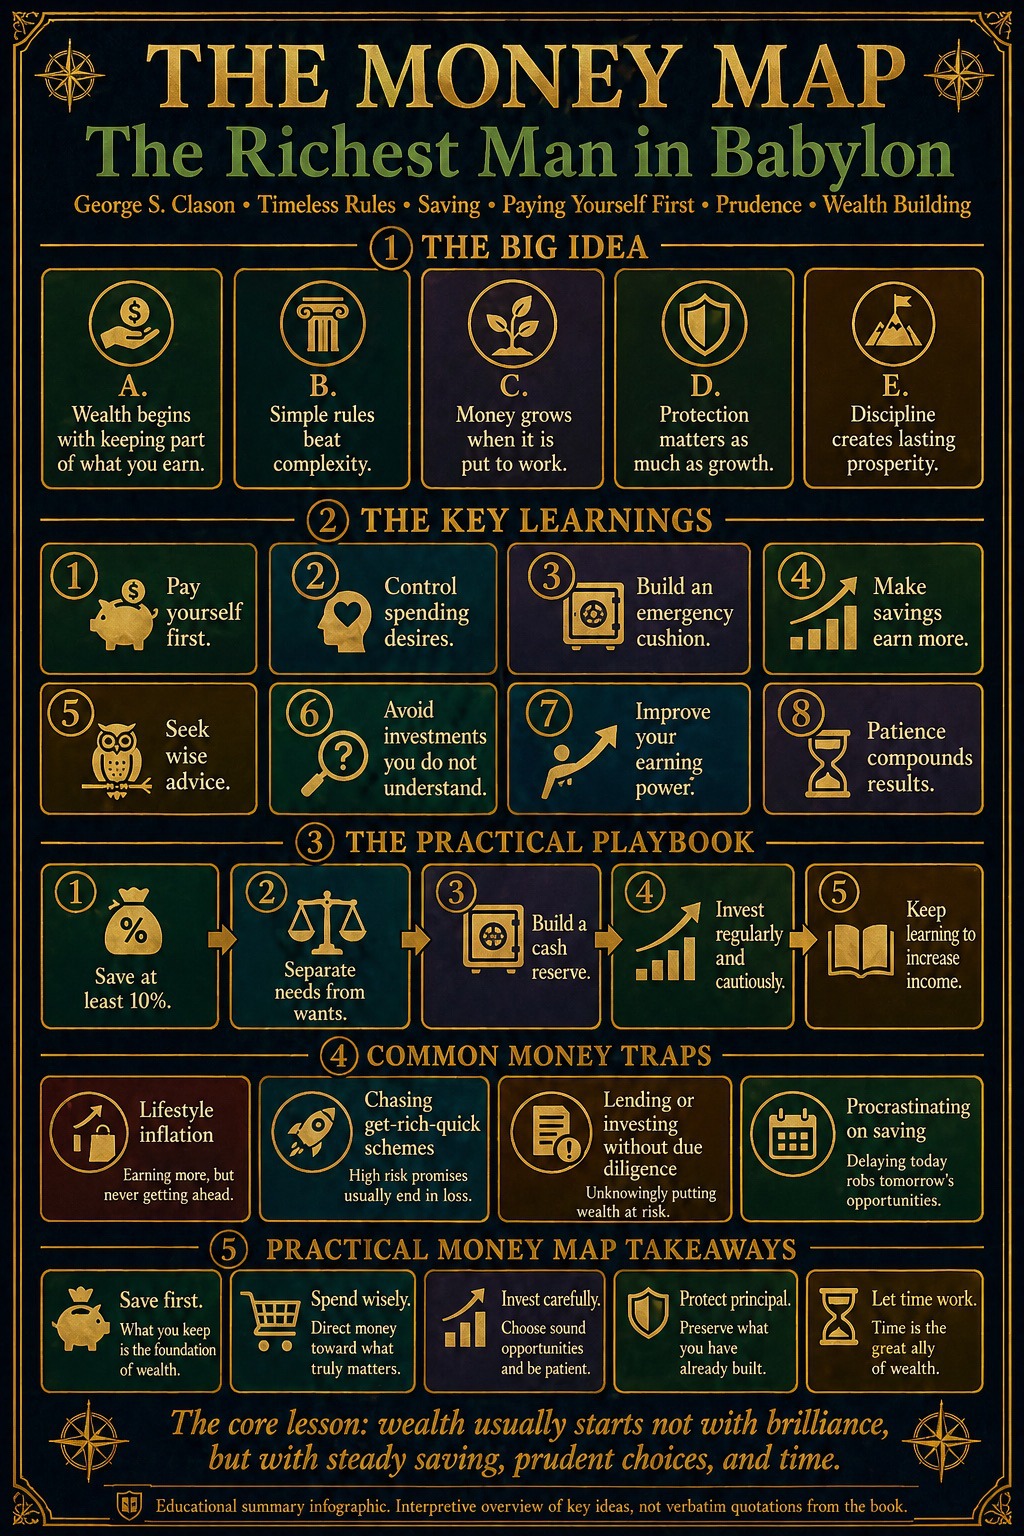 THE MONEY MAP
The Richest Man in Babylon
George S. Clason • Timeless Rules • Saving • Paying Yourself First • Prudence • Wealth Building
1 THE BIG IDEA
$
A.
Wealth begins
with keeping part
of what you earn.
B.
Simple rules
beat
complexity.
C.
Money grows
when it is
put to work.
D.
Protection
matters as
much as growth.
E.
Discipline
creates lasting
prosperity.
2 THE KEY LEARNINGS
1
$
Pay
yourself
first.
2
Control
spending
desires.
3
Build an
emergency
cushion.
4
Make
savings
earn more.
5
Seek
wise
advice.
6
?
Avoid
investments
you do not
understand.
7
Improve
your
earning
power.
8
Patience
compounds
results.
3 THE PRACTICAL PLAYBOOK
1
%
Save at
least 10%.
2
Separate
needs from
wants.
3
Build a
cash
reserve.
4
Invest
regularly
and
cautiously.
5
Keep
learning to
increase
income.
4 COMMON MONEY TRAPS
Lifestyle
inflation
Earning more, but
never getting ahead.
Chasing
get-rich-quick
schemes
High risk promises
usually end in loss.
!
Lending or
investing
without due
diligence
Unknowingly putting
wealth at risk.
Procrastinating
on saving
Delaying today
robs tomorrow's
opportunities.
5 PRACTICAL MONEY MAP TAKEAWAYS
Save first.
What you keep
is the foundation
of wealth.
Spend wisely.
Direct money
toward what
truly matters.
Invest carefully.
Choose sound
opportunities
and be patient.
Protect principal.
Preserve what
you have
already built.
Let time work.
Time is the
great ally
of wealth.
The core lesson: wealth usually starts not with brilliance,
but with steady saving, prudent choices, and time.
Educational summary infographic. Interpretive overview of key ideas, not verbatim quotations from the book.